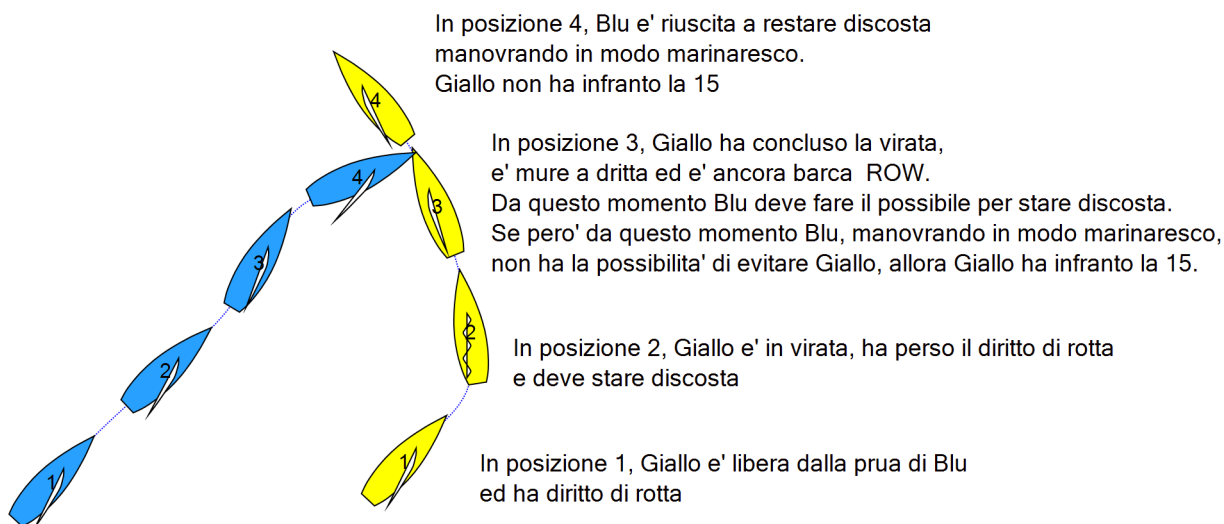 In posizione 4, Blu e' riuscita a restare discosta
manovrando in modo marinaresco.
Giallo non ha infranto la 15
4
In posizione 3, Giallo ha concluso la virata,
e' mure a dritta ed e' ancora barca  ROW.
Da questo momento Blu deve fare il possibile per stare discosta.
Se pero' da questo momento Blu, manovrando in modo marinaresco,
non ha la possibilita' di evitare Giallo, allora Giallo ha infranto la 15.
4
3
3
2
In posizione 2, Giallo e' in virata, ha perso il diritto di rotta
e deve stare discosta
2
1
In posizione 1, Giallo e' libera dalla prua di Blu
ed ha diritto di rotta
1